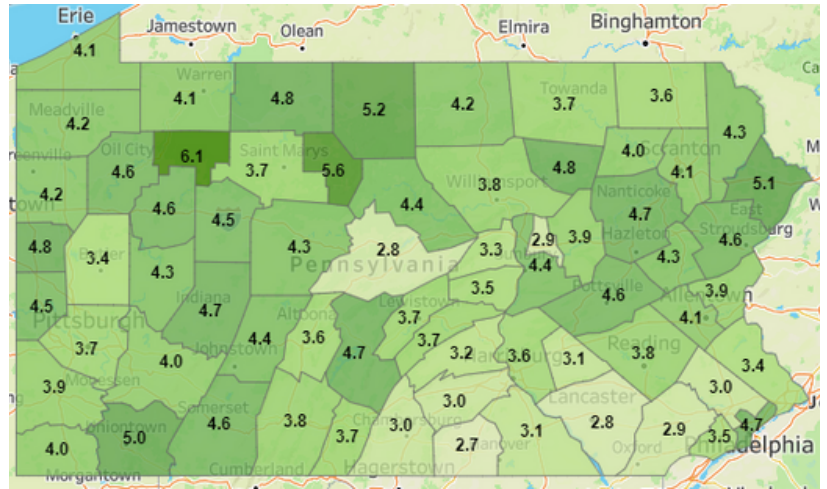 Erie
Jamestown
Olean
Elmira
Binghamton
4.1
Warren
4.1
4.8
5.2
4.2
Towanda
3.7
3.6
Meadville
4.2
4.3
Oil City
6.1
Saint Marys
3.7
5.6
4.8
4.0
Scranton
4.1
4.6
4.2
4.6
4.5
4.4
Williamsport
3.8
Nanticoke
4.7
5.1
East
Stroudsburg
4.6
4.8
Butler
3.4
4.3
4.3
2.8
Pennsylvania
3.3
2.9
3.9
Hazleton
4.3
4.4
4.5
Indiana
4.7
Lewistown
3.5
Pottsville
4.6
Allentown
3.9
4.1
Pittsburgh
3.7
4.0
Johnstown
4.4
Altoona
3.6
4.7
3.7
3.7
3.2
Harrisburg
3.6
3.1
Reading
3.8
3.4
3.9
Monessen
3.0
3.0
Lancaster
Uniontown
5.0
Somerset
4.6
3.8
Chambersburg
3.7
3.0
2.7
Hanover
3.1
2.8
Oxford
2.9
3.5
4.7
Philadelphia
4.0
Morgantown
Cumberland
Hagerstown